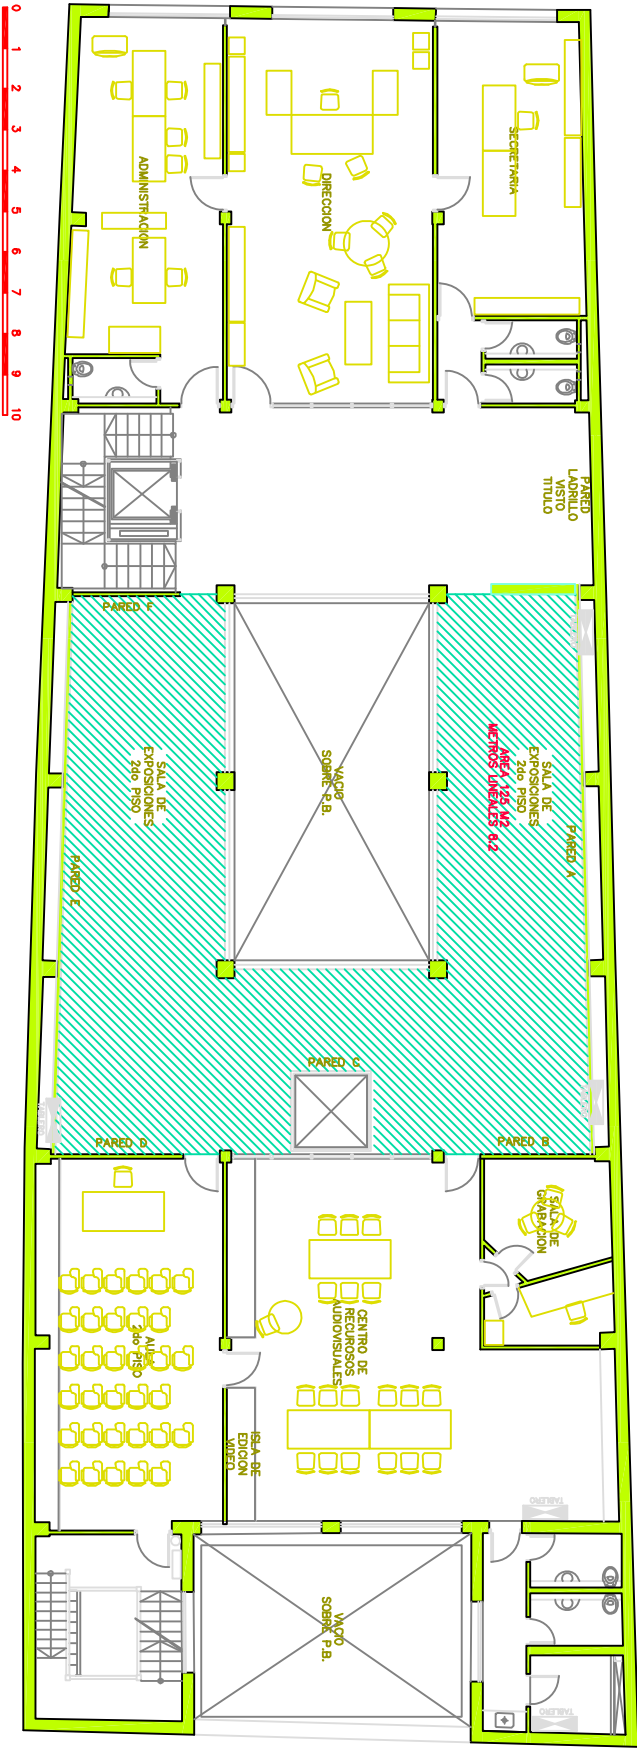 0
1
2
3
4
5
6
7
8
9
10
ADMINISTRACION
DIRECCION
SECRETARIA
PARED
LADRILLO
VISTO
TITULO
PARED F
SALA DE
EXPOSICIONES
2do PISO
VACIO
SOBRE P.B.
SALA DE
EXPOSICIONES
2do PISO
AREA 125 M2
METROS LINEALES 8.2
PARED A
PARED E
PARED C
PARED D
PARED B
SALA DE
GRABACION
CENTRO DE
RECUROSOS
AUDIOVISUALES
AULA
2do PISO
ISLA DE
EDICION
VIDEO
TABLERO
VACIO
SOBRE P.B.
TABLERO